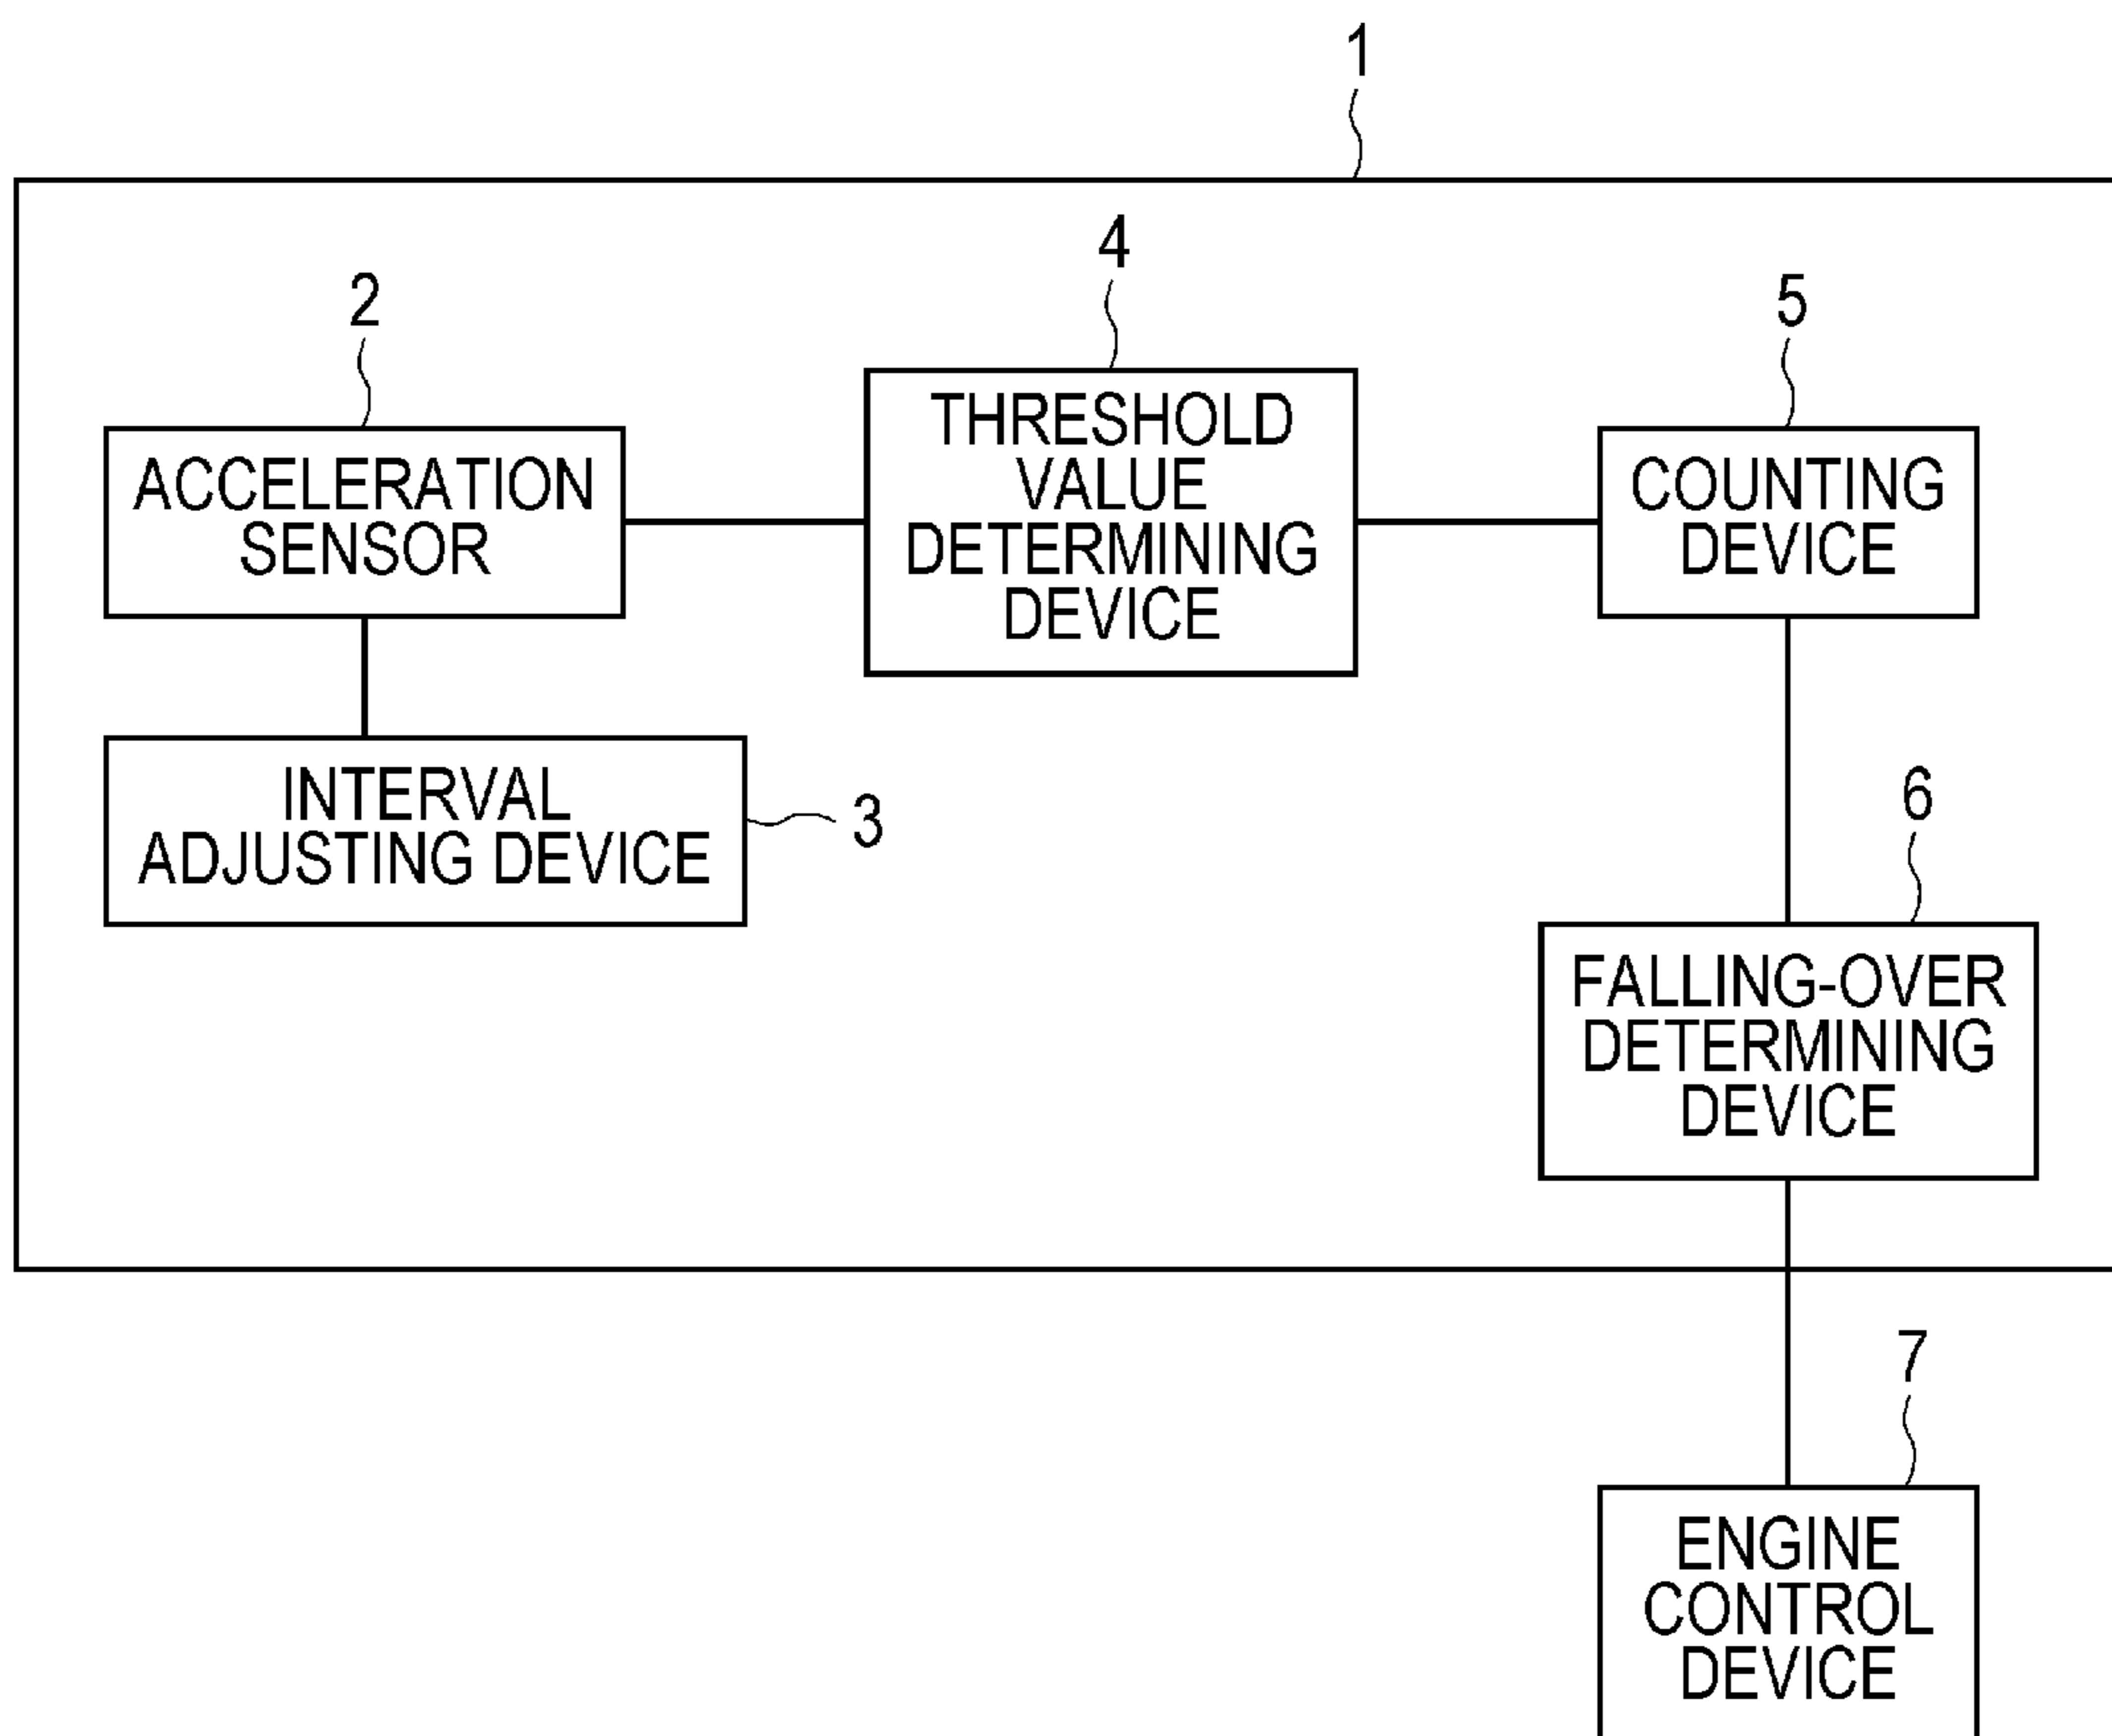 1
2
ACCELERATION
SENSOR
4
THRESHOLD
VALUE
DETERMINING
DEVICE
5
COUNTING
DEVICE
INTERVAL
ADJUSTING DEVICE
3
6
FALLING-OVER
DETERMINING
DEVICE
7
ENGINE
CONTROL
DEVICE